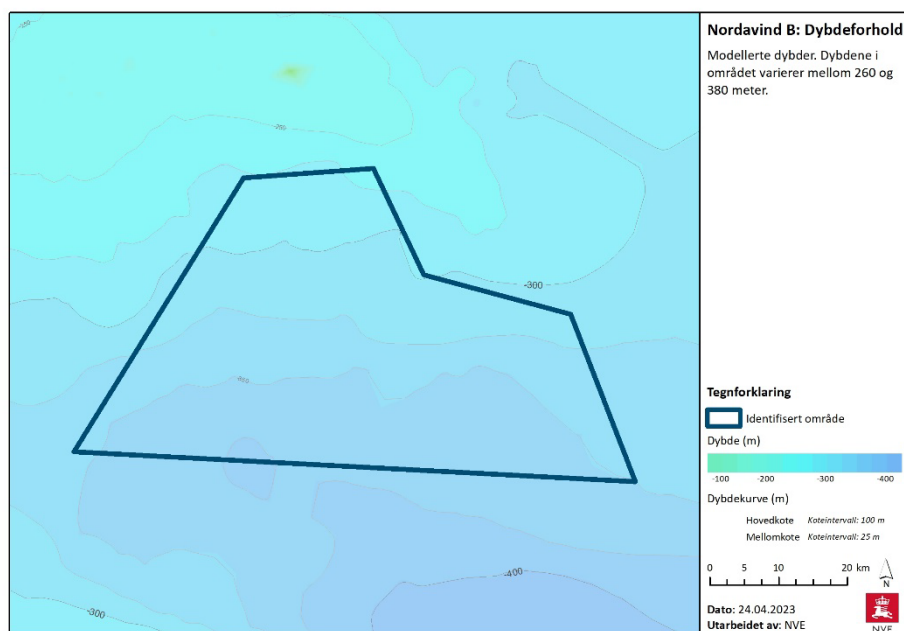 Nordavind B: Dybdeforhold
Modellerte dybder. Dybdene i
området varierer mellom 260 og
380 meter.
-250
-300
-350
-400
-300
Tegnforklaring
Identifisert område
Dybde (m)
-100 -200 -300 -400
Dybdekurve (m)
Hovedkote Koteintervall: 100 m
Mellomkote Koteintervall: 25 m
0 5 10 20 km
N
Dato: 24.04.2023
Utarbeidet av: NVE
NVE